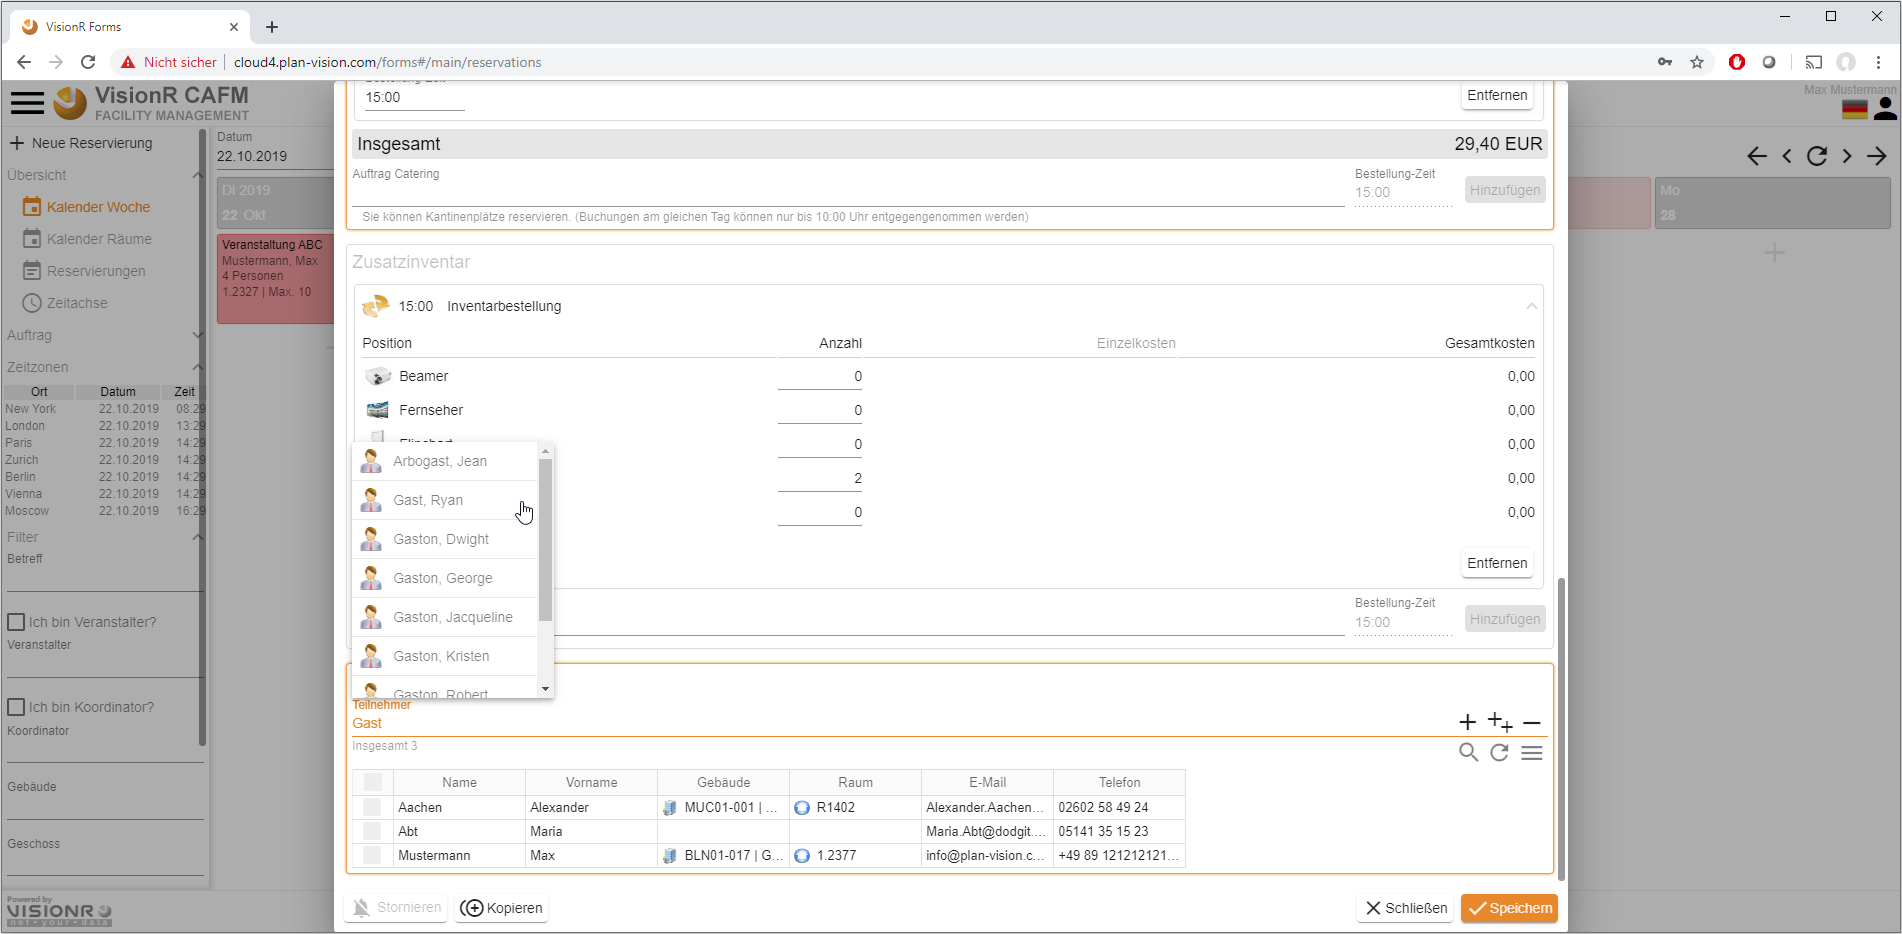 VisionR Forms
Nicht sicher
cloud4.plan-vision.com/forms#/main/reservations
VisionR CAFM
FACILITY MANAGEMENT
Max Mustermann
Neue Reservierung
Übersicht
Kalender Woche
Kalender Räume
Reservierungen
Zeitachse
Auftrag
Zeitzonen
Ort Datum Zeit
New York 22.10.2019 08:29
London 22.10.2019 13:29
Paris 22.10.2019 14:29
Zurich 22.10.2019 14:29
Berlin 22.10.2019 14:29
Vienna 22.10.2019 14:29
Moscow 22.10.2019 16:29
Filter
Betreff
Ich bin Veranstalter?
Veranstalter
Ich bin Koordinator?
Koordinator
Gebäude
Geschoss
Powered by
VISIONR
net-your-data
Datum
22.10.2019
Di 2019
22 Okt
Veranstaltung ABC
Mustermann, Max
4 Personen
1.2327 | Max. 10
Mo
28
Bestellung-Zeit
15:00
Entfernen
Insgesamt 29,40 EUR
Auftrag Catering
Bestellung-Zeit
15:00
Hinzufügen
Sie können Kantinenplätze reservieren. (Buchungen am gleichen Tag können nur bis 10:00 Uhr entgegengenommen werden)
Zusatzinventar
15:00 Inventarbestellung
Position Anzahl Einzelkosten Gesamtkosten
Beamer 0 0,00
Fernseher 0 0,00
Flipchart 0 0,00
2 0,00
0 0,00
Entfernen
Bestellung-Zeit
15:00
Hinzufügen
Arbogast, Jean
Gast, Ryan
Gaston, Dwight
Gaston, George
Gaston, Jacqueline
Gaston, Kristen
Gaston, Robert
Teilnehmer
Gast
Insgesamt 3
Name Vorname Gebäude Raum E-Mail Telefon
Aachen Alexander MUC01-001 | ... R1402 Alexander.Aachen... 02602 58 49 24
Abt Maria Maria.Abt@dodgit.... 05141 35 15 23
Mustermann Max BLN01-017 | G... 1.2377 info@plan-vision.c... +49 89 121212121...
Stornieren
Kopieren
Schließen
Speichern